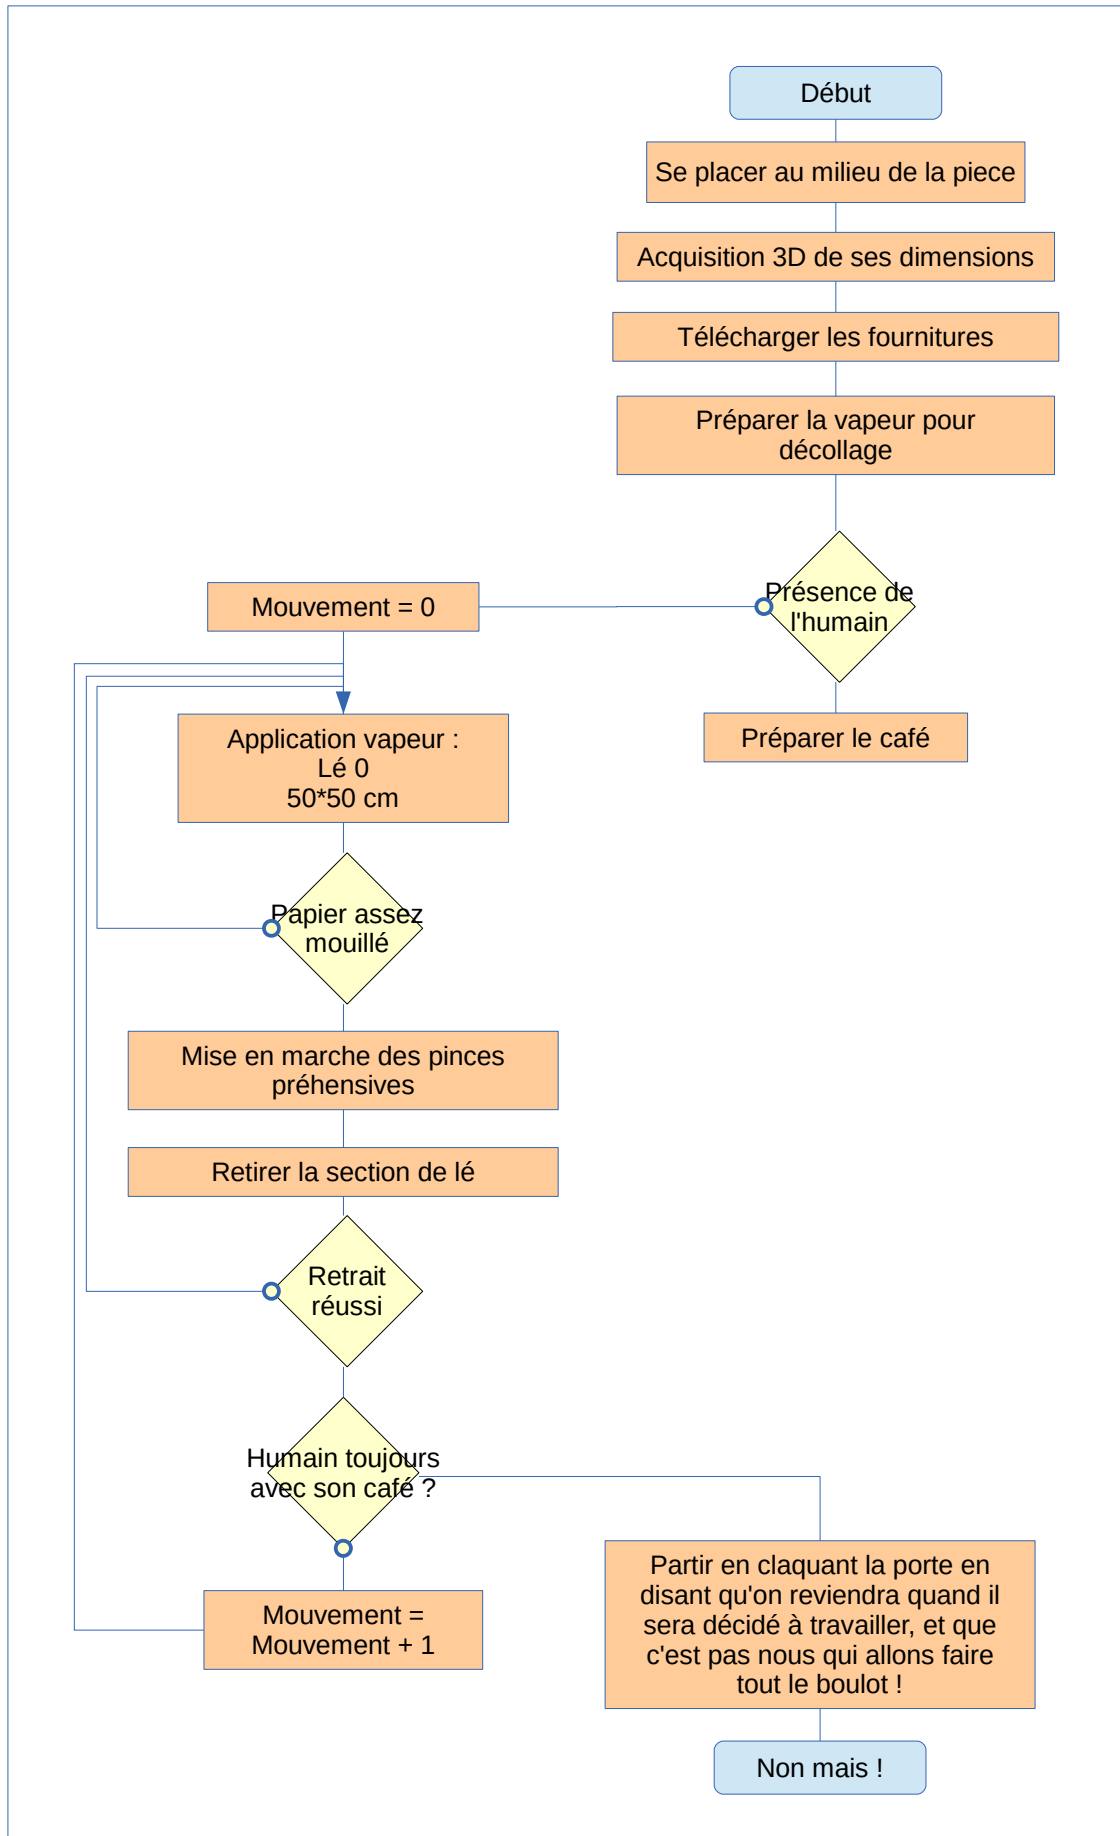 Début
Se placer au milieu de la piece
Acquisition 3D de ses dimensions
Télécharger les fournitures
Préparer la vapeur pour
décollage
Présence de
l'humain
Mouvement = 0
Préparer le café
Application vapeur :
Lé 0
50*50 cm
Papier assez
mouillé
Mise en marche des pinces
préhensives
Retirer la section de lé
Retrait
réussi
Humain toujours
avec son café ?
Mouvement =
Mouvement + 1
Partir en claquant la porte en
disant qu'on reviendra quand il
sera décidé à travailler, et que
c'est pas nous qui allons faire
tout le boulot !
Non mais !